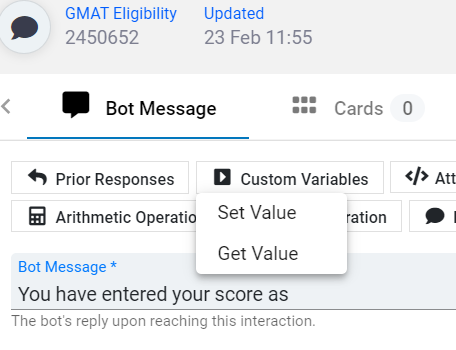 GMAT Eligibility Updated
2450652 23 Feb 11:55
Bot Message Cards 0
Prior Responses Custom Variables </> Att
Arithmetic Operatio ration
Set Value
Get Value
Bot Message *
You have entered your score as
The bot's reply upon reaching this interaction.